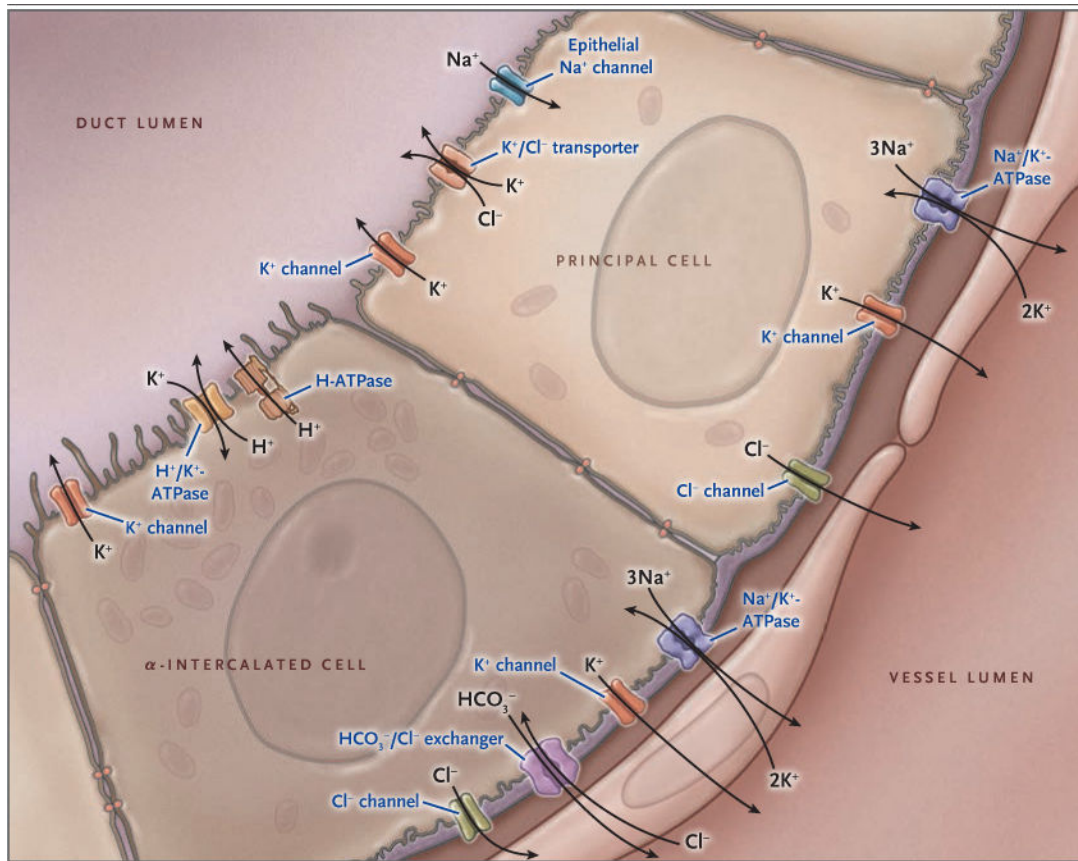 DUCT LUMEN
Na⁺
Epithelial
Na⁺ channel
K⁺/Cl⁻ transporter
K⁺
Cl⁻
K⁺ channel
K⁺
PRINCIPAL CELL
3Na⁺
Na⁺/K⁺-
ATPase
2K⁺
K⁺
K⁺ channel
Cl⁻
Cl⁻ channel
K⁺
H⁺
H⁺/K⁺-
ATPase
H-ATPase
H⁺
K⁺ channel
K⁺
α-INTERCALATED CELL
3Na⁺
Na⁺/K⁺-
ATPase
2K⁺
K⁺ channel
K⁺
HCO₃⁻
HCO₃⁻/Cl⁻ exchanger
Cl⁻
Cl⁻ channel
Cl⁻
VESSEL LUMEN